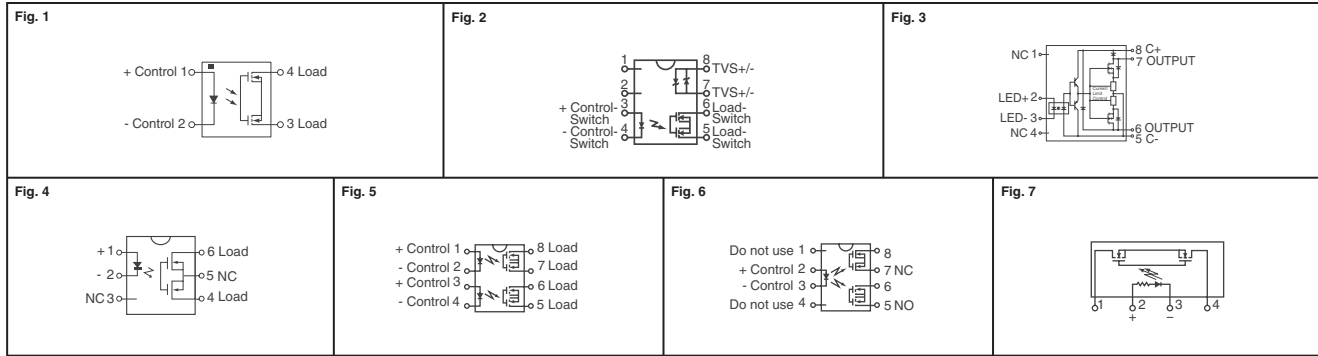 Fig. 1
+ Control 1
4 Load
- Control 2
3 Load
Fig. 2
1
8
TVS+/-
2
7
TVS+/-
+ Control-
Switch
3
6
Load-
Switch
- Control-
Switch
4
5
Load-
Switch
Fig. 3
NC 1
8 C+
7 OUTPUT
LED+ 2
Current
Limit
Control
LED- 3
NC 4
6 OUTPUT
5 C-
Fig. 4
+ 1
6 Load
- 2
5 NC
NC 3
4 Load
Fig. 5
+ Control 1
8 Load
- Control 2
7 Load
+ Control 3
6 Load
- Control 4
5 Load
Fig. 6
Do not use 1
8
+ Control 2
7 NC
- Control 3
6
Do not use 4
5 NO
Fig. 7
1 2 3 4
+ −